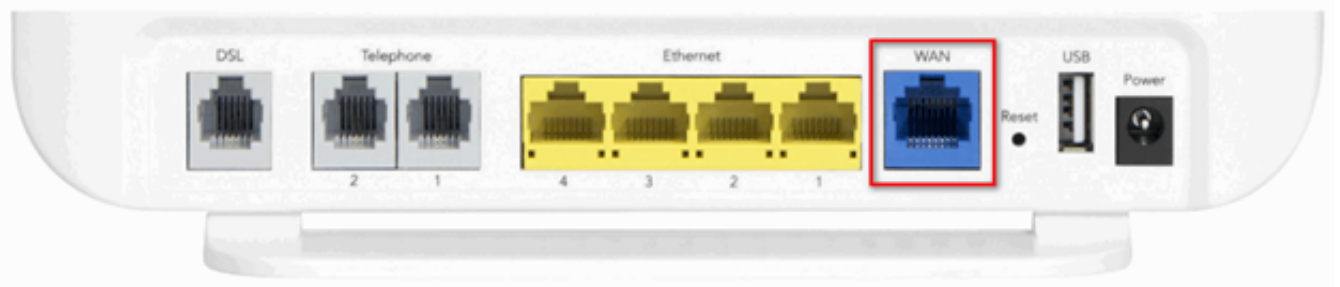 DSL
Telephone
Ethernet
WAN
USB
Power
Reset
2 1
4 3 2 1